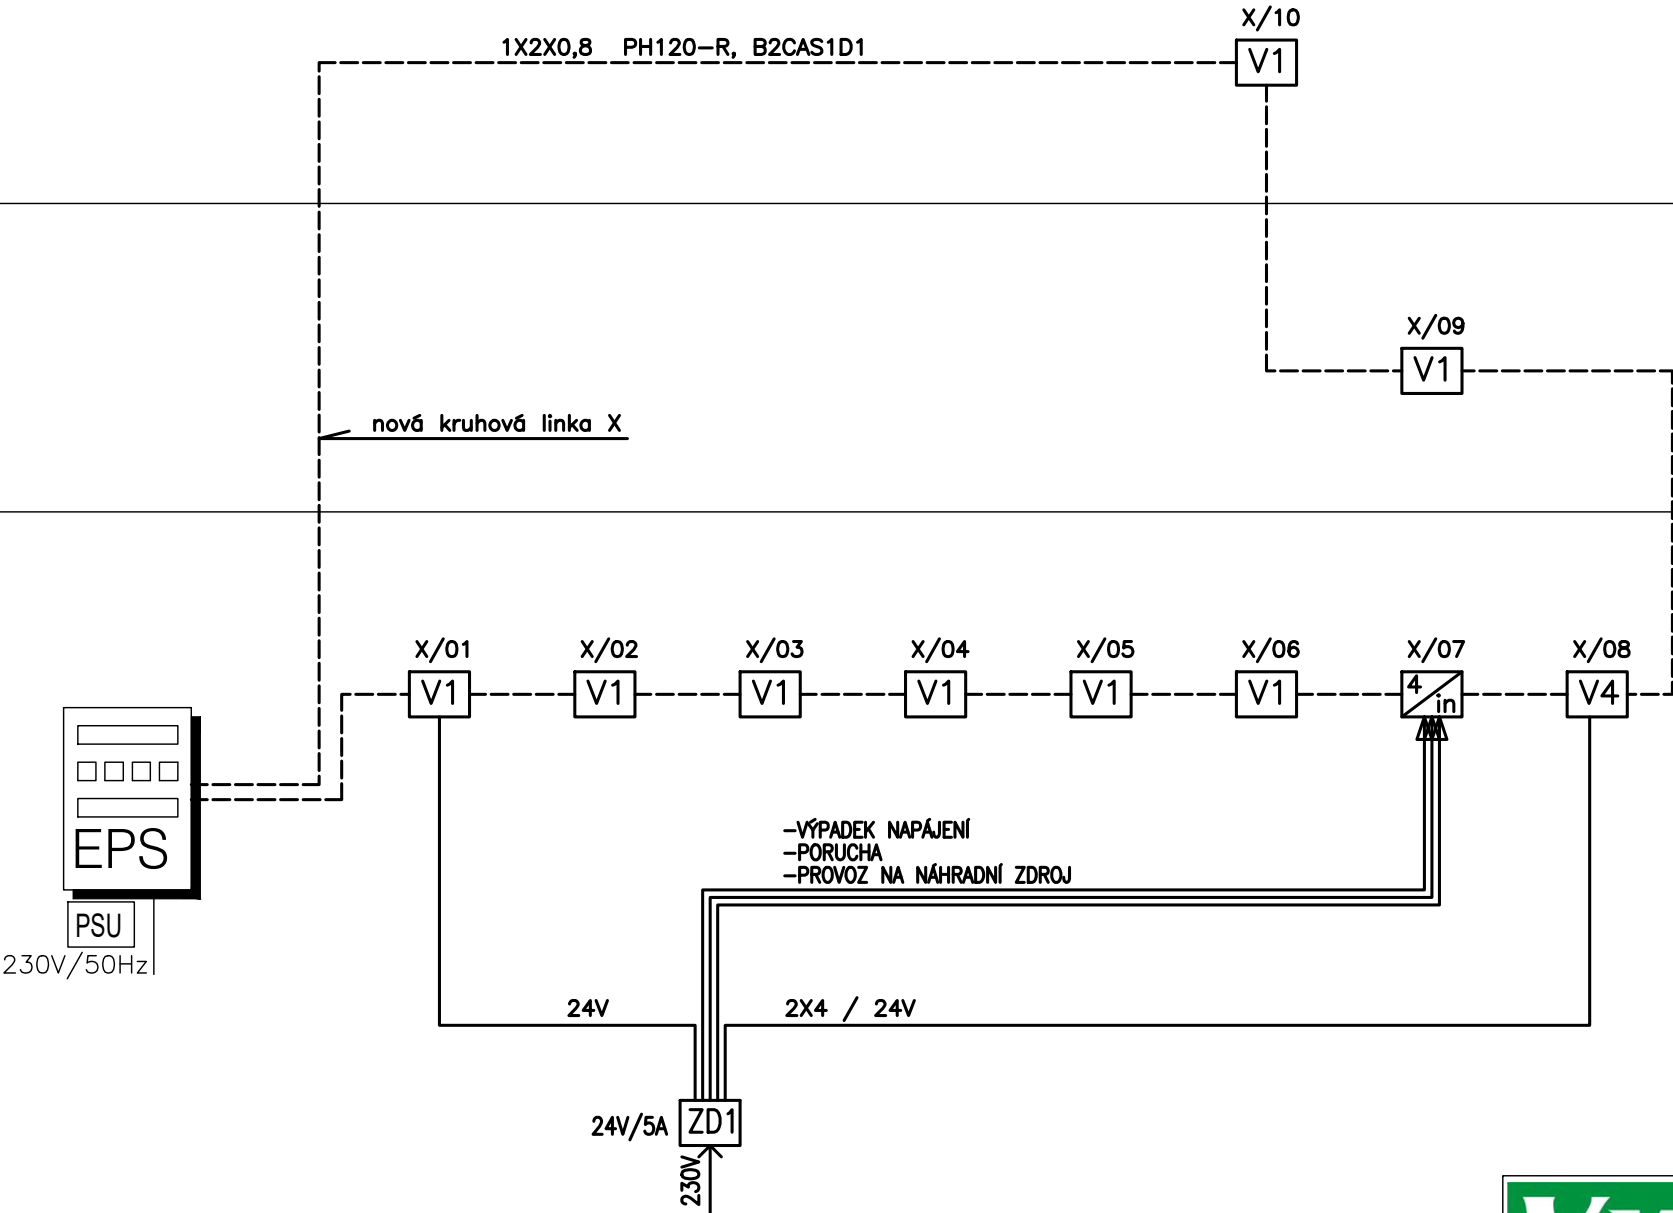 X/10
1X2X0,8 PH120-R, B2CAS1D1
V1
X/09
V1
nová kruhová linka X
X/01 X/02 X/03 X/04 X/05 X/06 X/07 X/08
V1 V1 V1 V1 V1 V1 4/in V4
-VÝPADEK NAPÁJENÍ
-PORUCHA
-PROVOZ NA NÁHRADNÍ ZDROJ
EPS
PSU
230V/50Hz
24V
2X4 / 24V
24V/5A
ZD1
230V